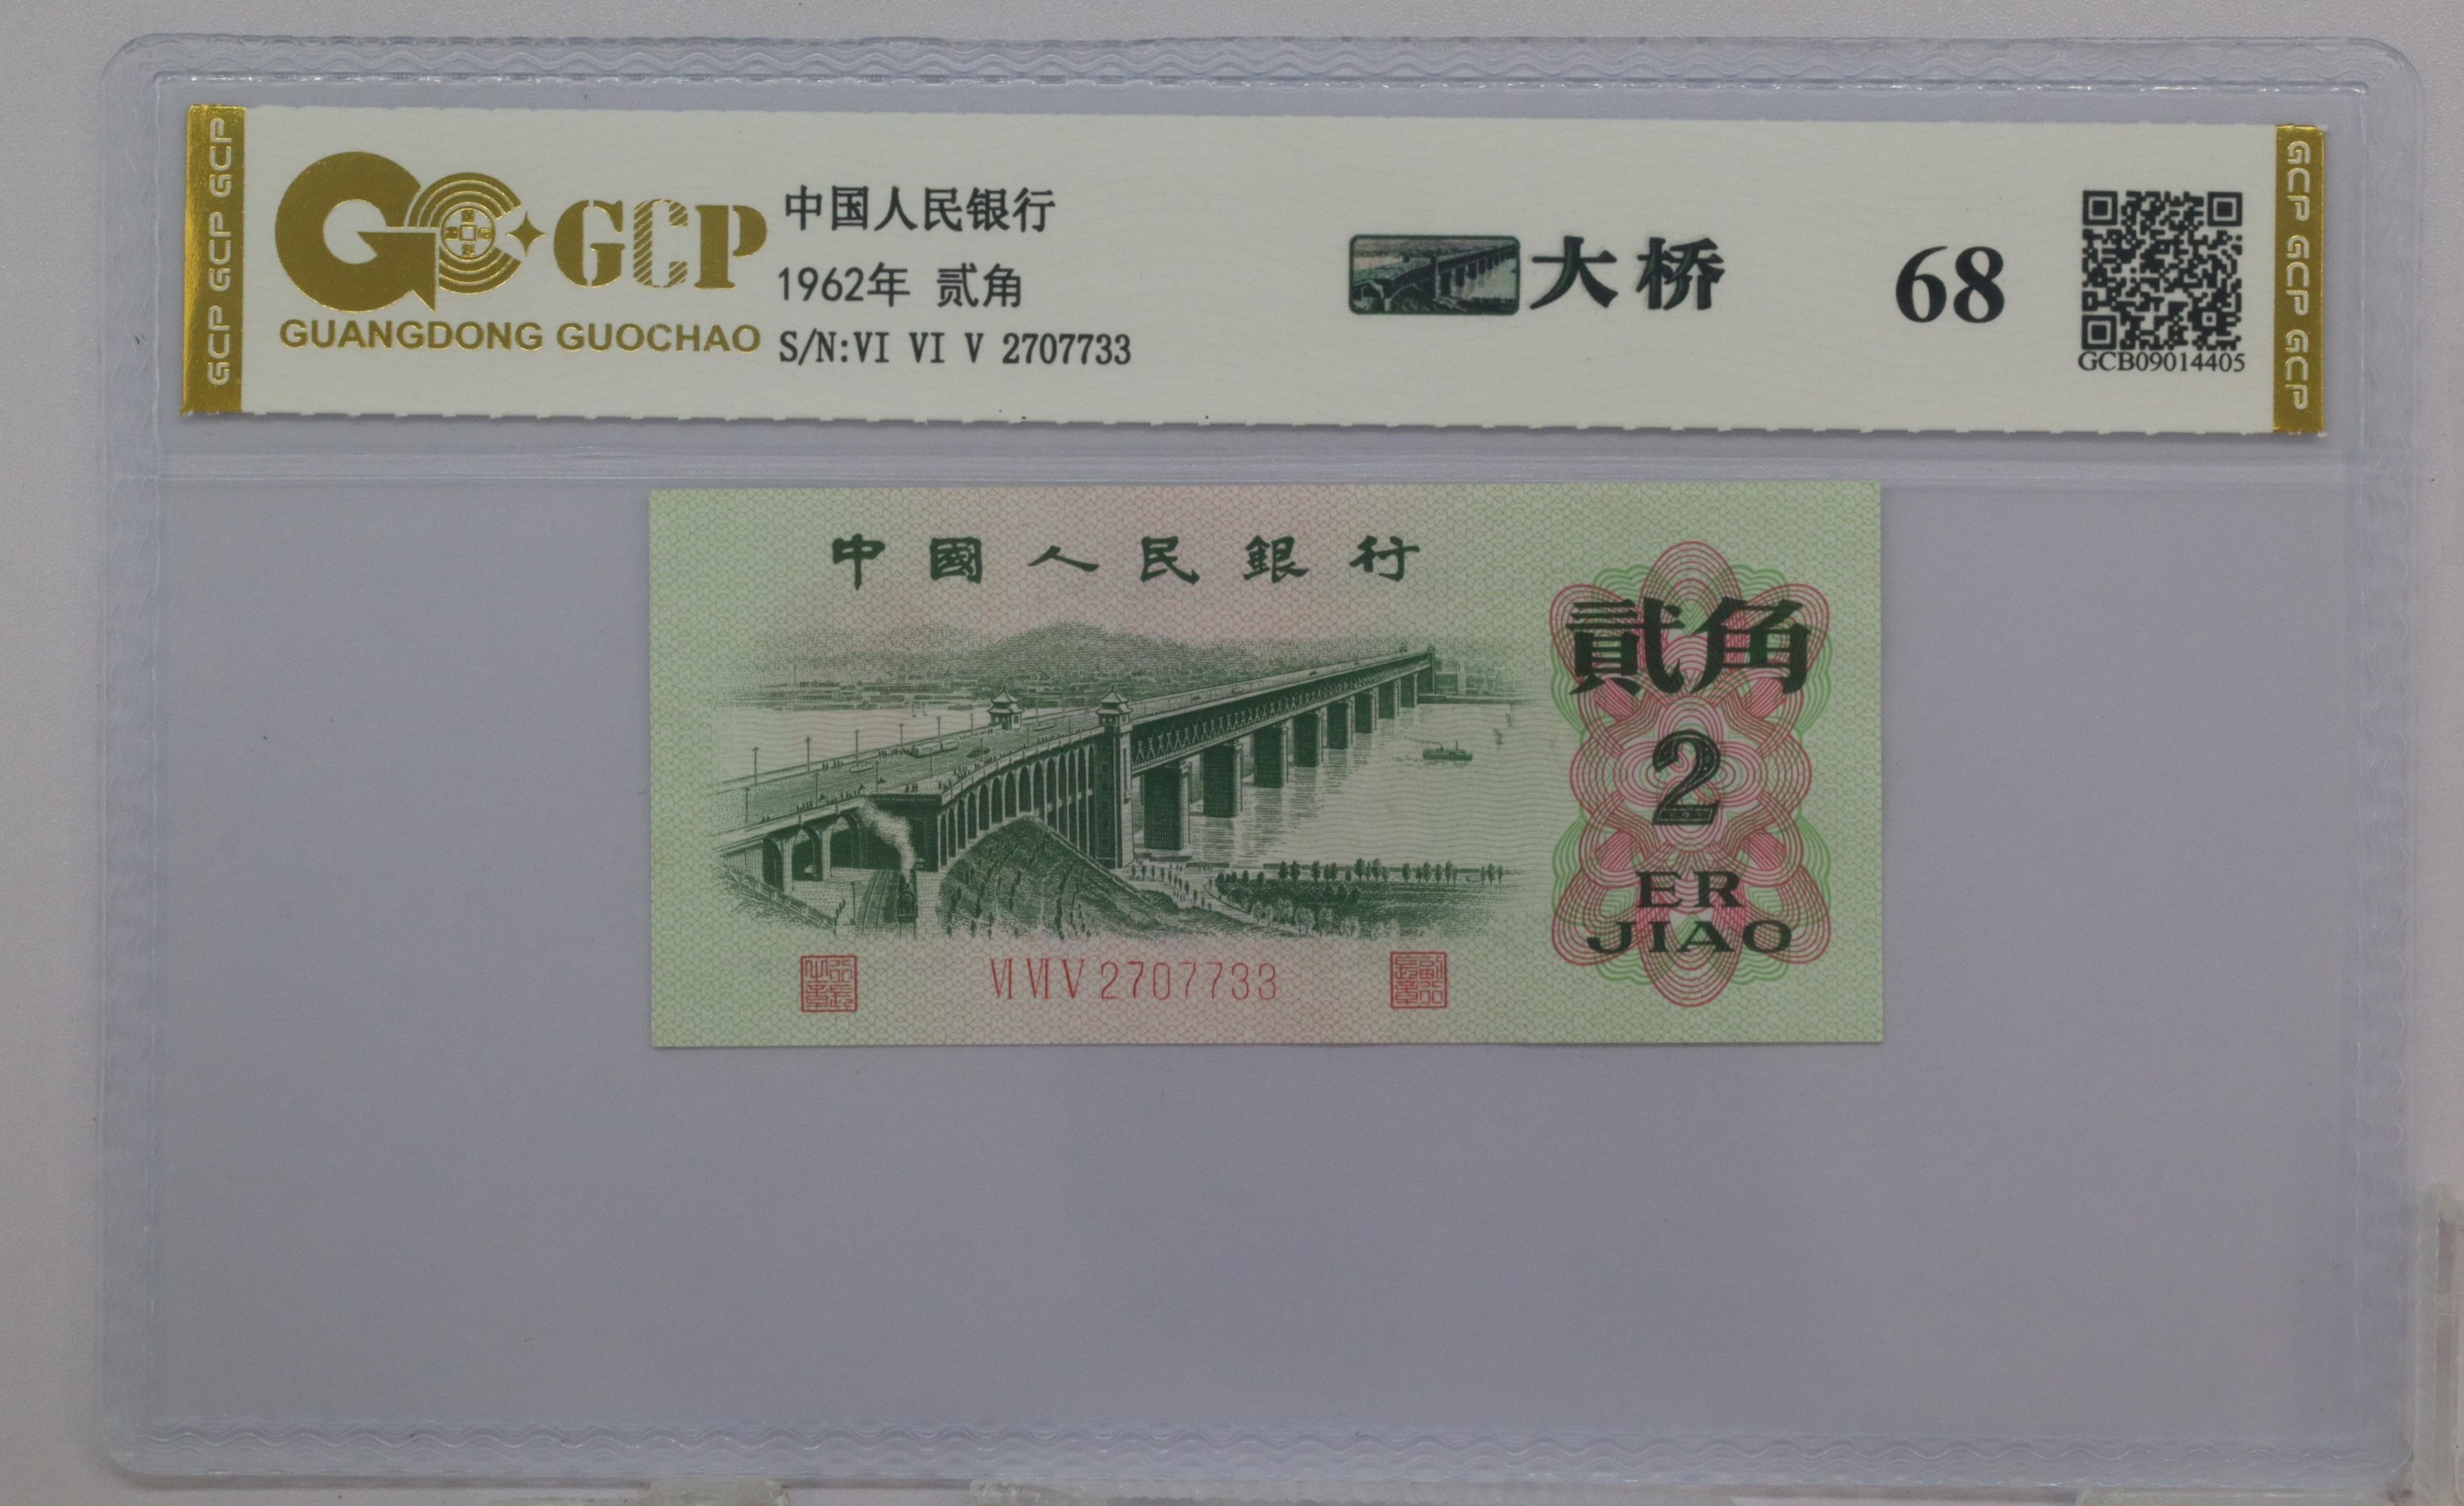 GCP GCP GCP
GCP
GUANGDONG GUOCHAO
中国人民银行
1962年 贰角
S/N:VI VI V 2707733
大桥
68
GCB09014405
GCP GCP GCP
中國人民銀行
貳角
2
ER
JIAO
VI VI V 2707733